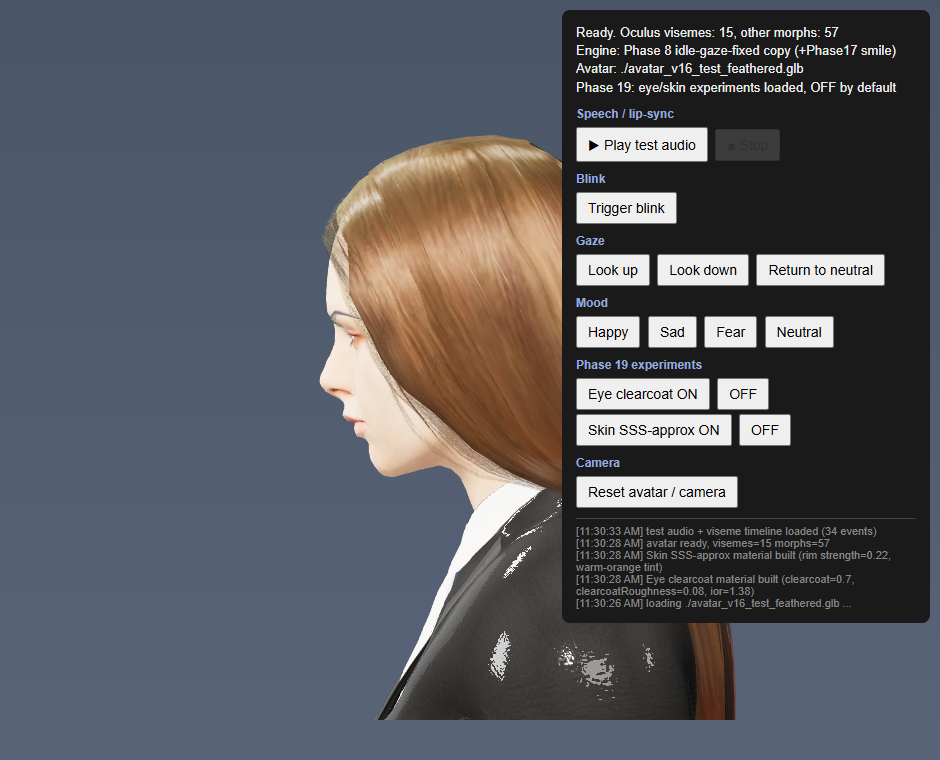 Ready. Oculus visemes: 15, other morphs: 57
Engine: Phase 8 idle-gaze-fixed copy (+Phase17 smile)
Avatar: ./avatar_v16_test_feathered.glb
Phase 19: eye/skin experiments loaded, OFF by default
Speech / lip-sync
▶ Play test audio ■ Stop
Blink
Trigger blink
Gaze
Look up Look down Return to neutral
Mood
Happy Sad Fear Neutral
Phase 19 experiments
Eye clearcoat ON OFF
Skin SSS-approx ON OFF
Camera
Reset avatar / camera
[11:30:33 AM] test audio + viseme timeline loaded (34 events)
[11:30:28 AM] avatar ready, visemes=15 morphs=57
[11:30:28 AM] Skin SSS-approx material built (rim strength=0.22,
warm-orange tint)
[11:30:28 AM] Eye clearcoat material built (clearcoat=0.7,
clearcoatRoughness=0.08, ior=1.38)
[11:30:26 AM] loading ./avatar_v16_test_feathered.glb ...